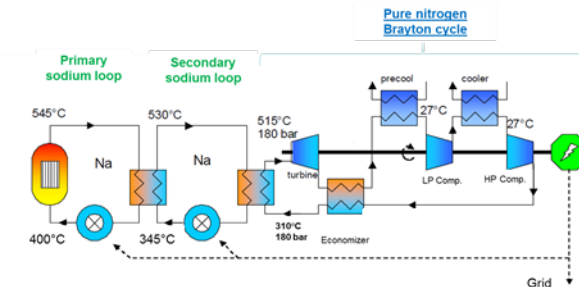 Pure nitrogen
Brayton cycle
Primary
sodium loop
Secondary
sodium loop
precool
cooler
545°C
530°C
515°C
180 bar
27°C
27°C
Na
Na
turbine
LP Comp.
HP Comp.
400°C
345°C
310°C
180 bar
Economizer
Grid